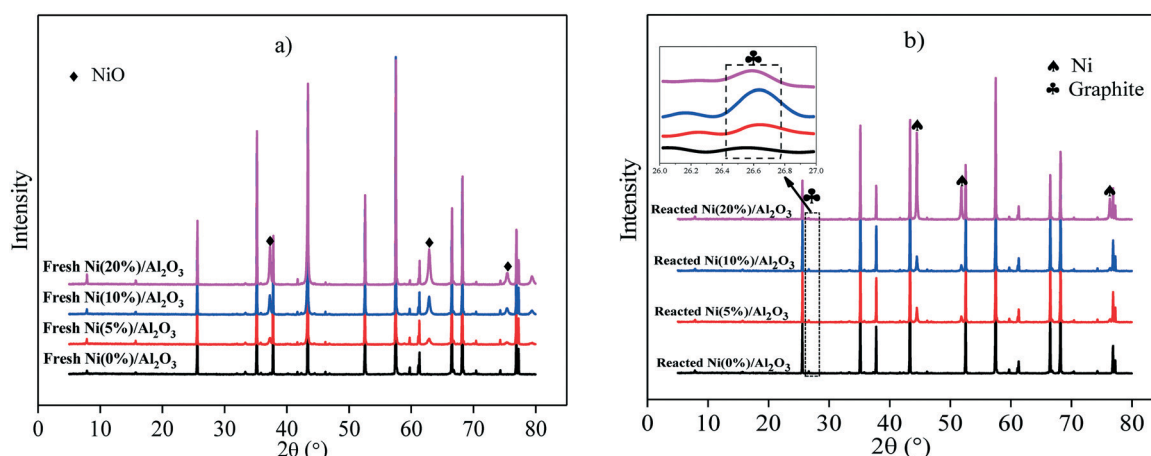 a)
♦ NiO
Intensity
Fresh Ni(20%)/Al₂O₃
Fresh Ni(10%)/Al₂O₃
Fresh Ni(5%)/Al₂O₃
Fresh Ni(0%)/Al₂O₃
0 10 20 30 40 50 60 70 80
2θ (°)
b)
♠ Ni
♣ Graphite
Intensity
26.0 26.2 26.4 26.6 26.8 27.0
Reacted Ni(20%)/Al₂O₃
Reacted Ni(10%)/Al₂O₃
Reacted Ni(5%)/Al₂O₃
Reacted Ni(0%)/Al₂O₃
0 10 20 30 40 50 60 70 80
2θ (°)